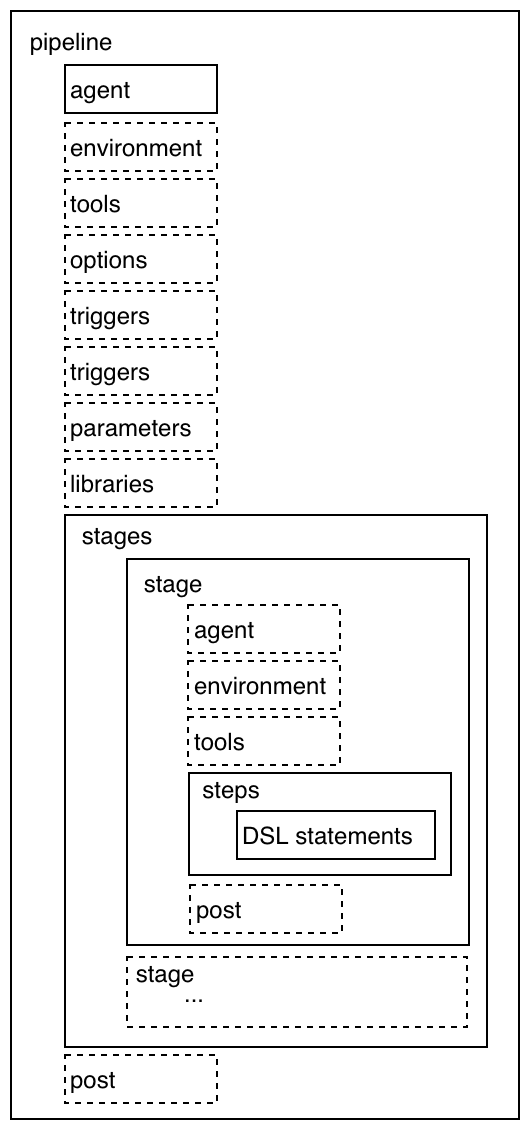 pipeline
agent
environment
tools
options
triggers
triggers
parameters
libraries
stages
stage
agent
environment
tools
steps
DSL statements
post
stage
...
post